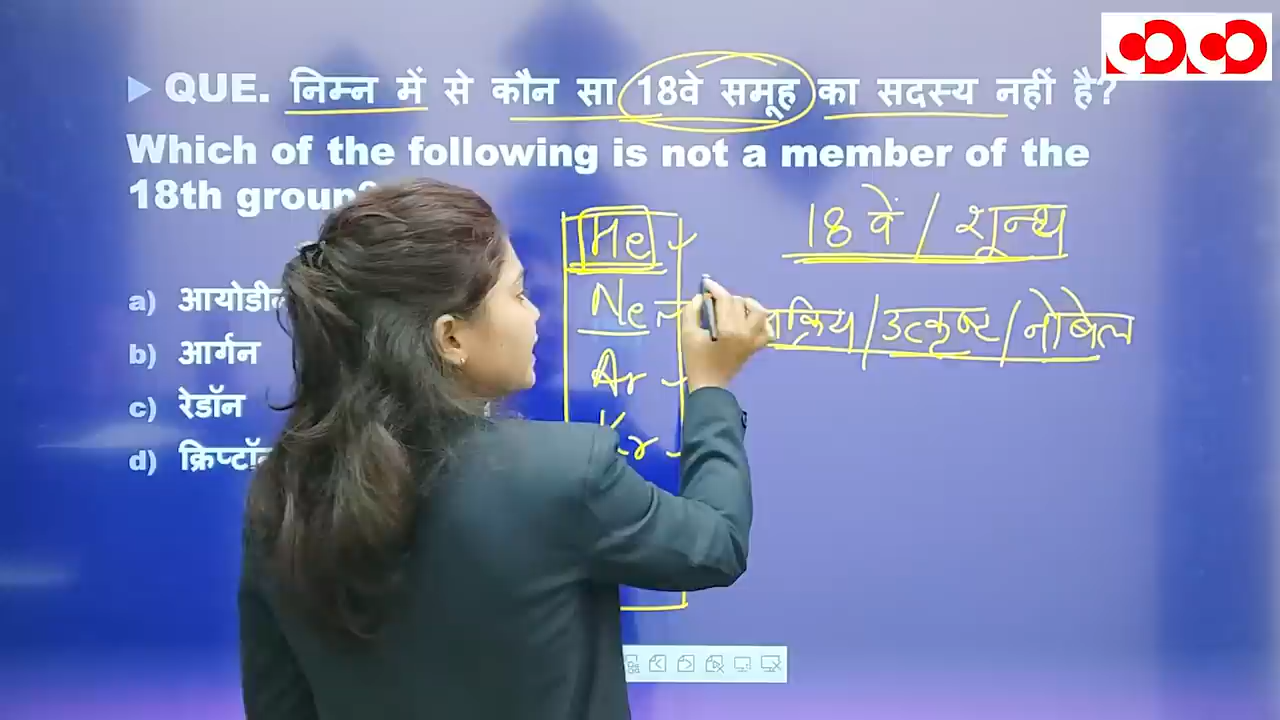 ▶ QUE. निम्न में से कौन सा 18वे समूह का सदस्य नहीं है?
Which of the following is not a member of the
18th group?
18 वें / शून्य
He
Ne
/ उत्कृष्ट / नोबेल
a)
b) आर्गन
Ar
c) रेडॉन
Kr
d)